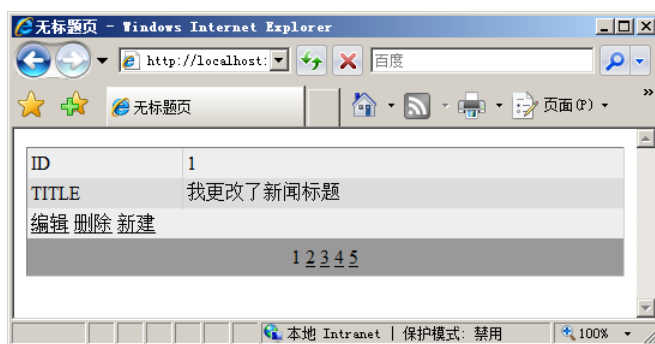 无标题页 - Windows Internet Explorer
http://localhost: 百度
无标题页 页面(P) »
ID 1
TITLE 我更改了新闻标题
编辑 删除 新建
1 2 3 4 5
本地 Intranet | 保护模式: 禁用 100%